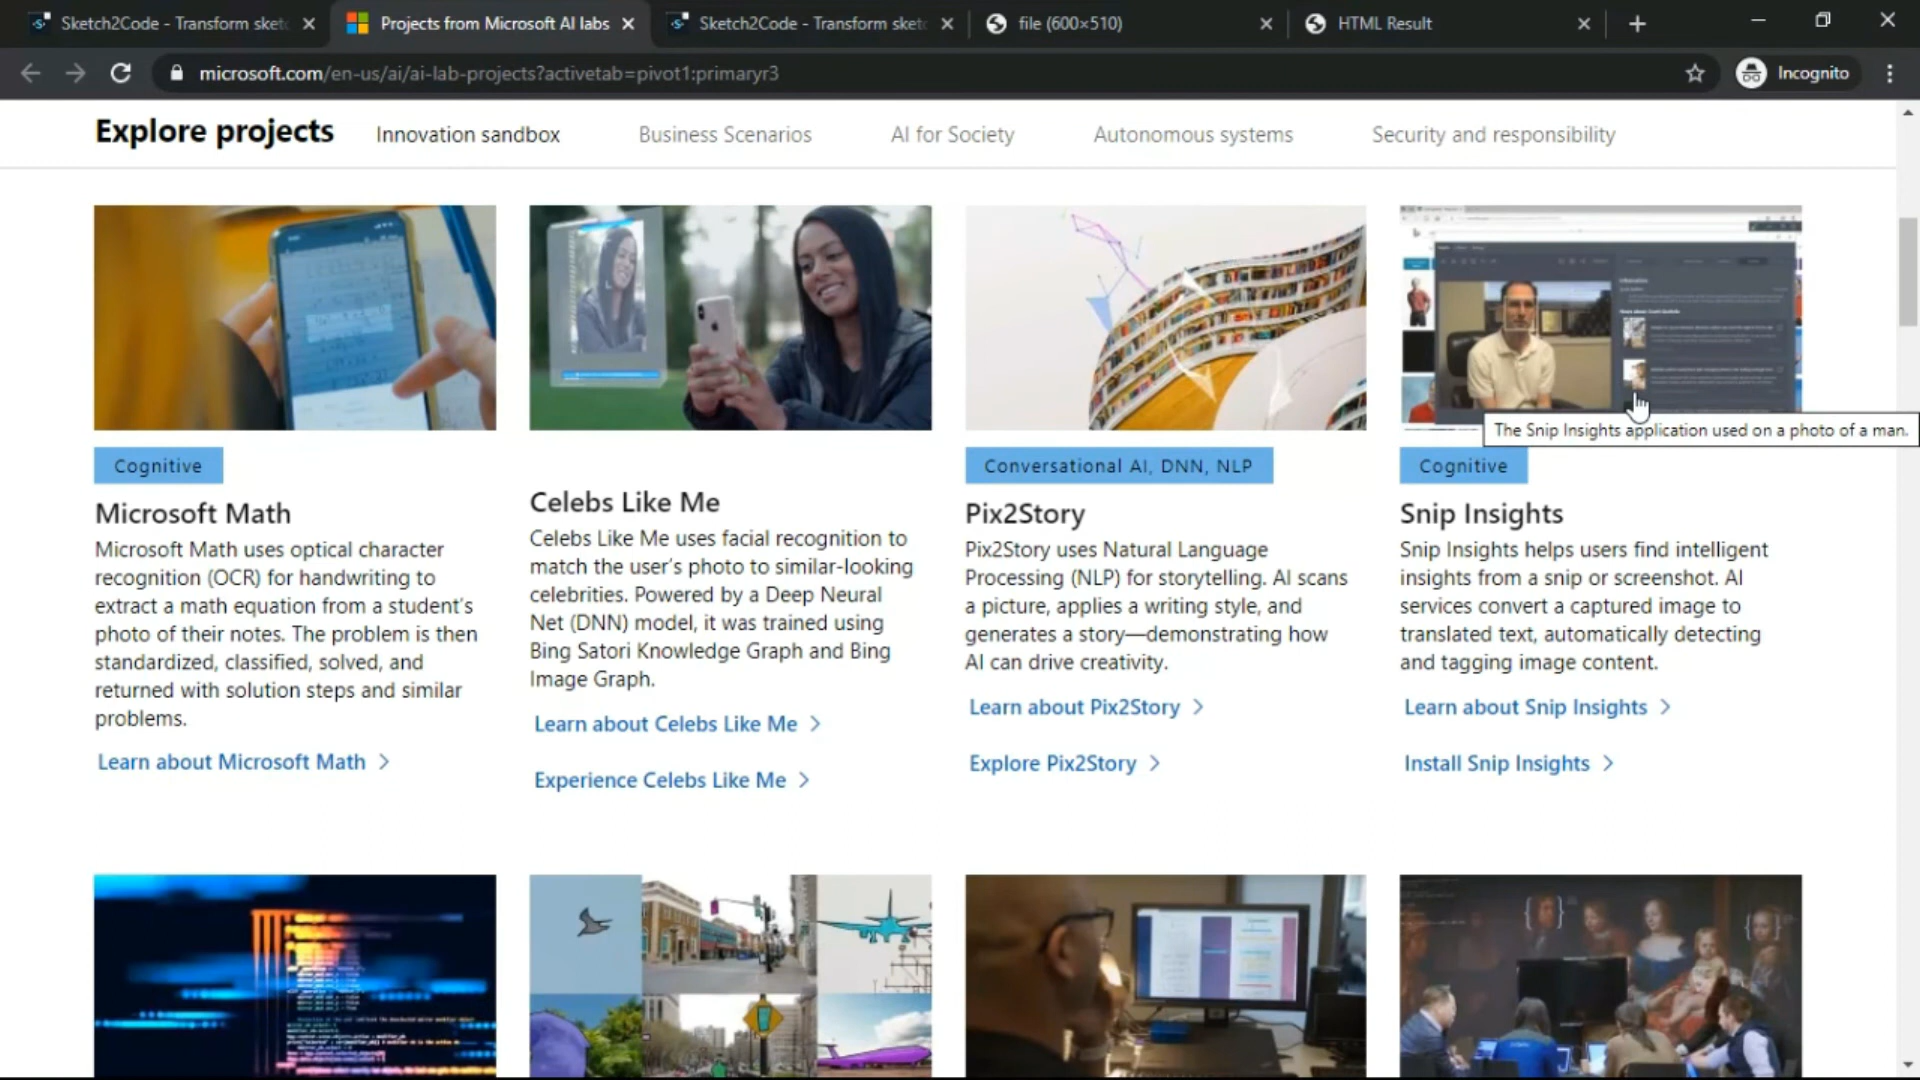 Sketch2Code - Transform sketc
Projects from Microsoft AI labs
Sketch2Code - Transform sketc
file (600×510)
HTML Result
microsoft.com/en-us/ai/ai-lab-projects?activetab=pivot1:primaryr3
Incognito
Explore projects
Innovation sandbox
Business Scenarios
AI for Society
Autonomous systems
Security and responsibility
The Snip Insights application used on a photo of a man.
Cognitive
Microsoft Math
Microsoft Math uses optical character
recognition (OCR) for handwriting to
extract a math equation from a student's
photo of their notes. The problem is then
standardized, classified, solved, and
returned with solution steps and similar
problems.
Learn about Microsoft Math
Celebs Like Me
Celebs Like Me uses facial recognition to
match the user's photo to similar-looking
celebrities. Powered by a Deep Neural
Net (DNN) model, it was trained using
Bing Satori Knowledge Graph and Bing
Image Graph.
Learn about Celebs Like Me
Experience Celebs Like Me
Conversational AI, DNN, NLP
Pix2Story
Pix2Story uses Natural Language
Processing (NLP) for storytelling. AI scans
a picture, applies a writing style, and
generates a story—demonstrating how
AI can drive creativity.
Learn about Pix2Story
Explore Pix2Story
Cognitive
Snip Insights
Snip Insights helps users find intelligent
insights from a snip or screenshot. AI
services convert a captured image to
translated text, automatically detecting
and tagging image content.
Learn about Snip Insights
Install Snip Insights